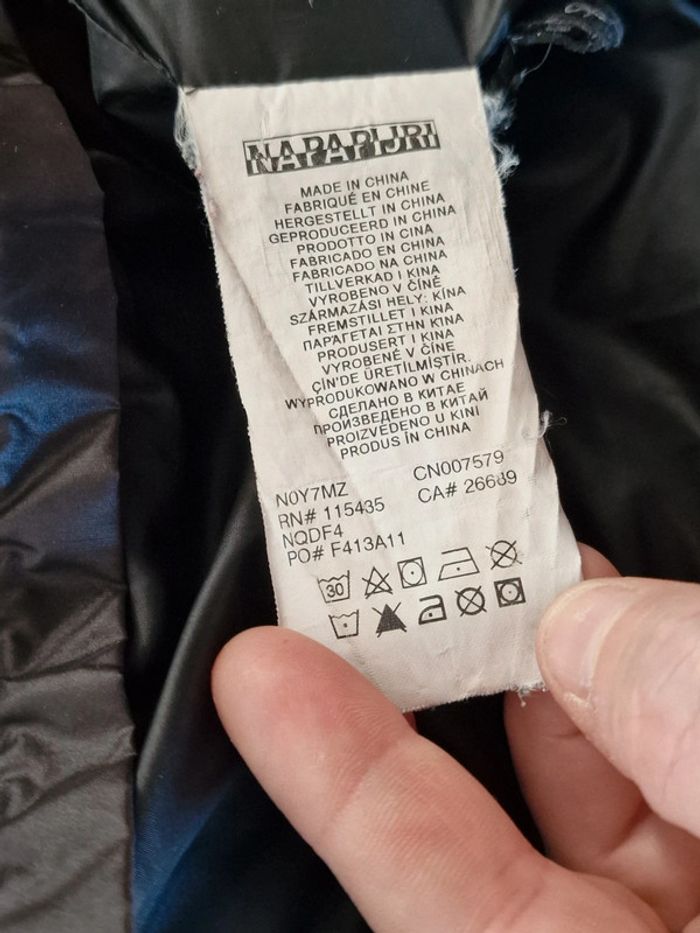 NAPAPIJRI
MADE IN CHINA
FABRIQUÉ EN CHINE
HERGESTELLT IN CHINA
GEPRODUCEERD IN CHINA
PRODOTTO IN CINA
FABRICADO EN CHINA
FABRICADO NA CHINA
TILLVERKAD I KINA
VYROBENO V ČÍNĚ
SZÁRMAZÁSI HELY: KÍNA
FREMSTILLET I KINA
ΠΑΡΑΓΕΤΑΙ ΣΤΗΝ ΚΙΝΑ
PRODUSERT I KINA
VYROBENÉ V ČÍNE
ÇİN'DE ÜRETİLMİŞTİR.
WYPRODUKOWANO W CHINACH
СДЕЛАНО В КИТАЕ
ПРОИЗВЕДЕНО В КИТАЙ
PROIZVEDENO U KINI
PRODUS ÎN CHINA
N0Y7MZ CN007579
RN# 115435 CA# 26689
NQDF4
PO# F413A11
30